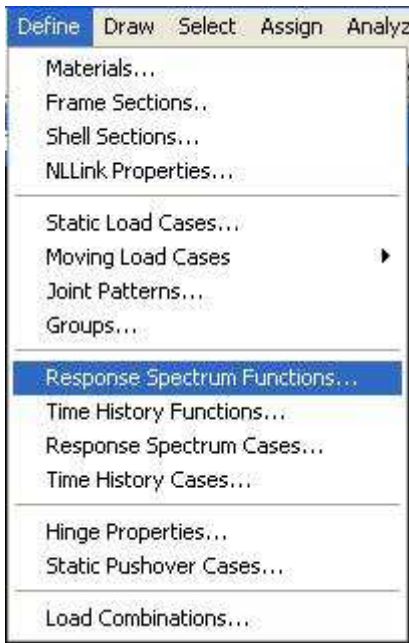 Define Draw Select Assign Analyz
Materials...
Frame Sections..
Shell Sections...
NLLink Properties...
Static Load Cases...
Moving Load Cases
Joint Patterns...
Groups...
Response Spectrum Functions...
Time History Functions...
Response Spectrum Cases...
Time History Cases...
Hinge Properties...
Static Pushover Cases...
Load Combinations...